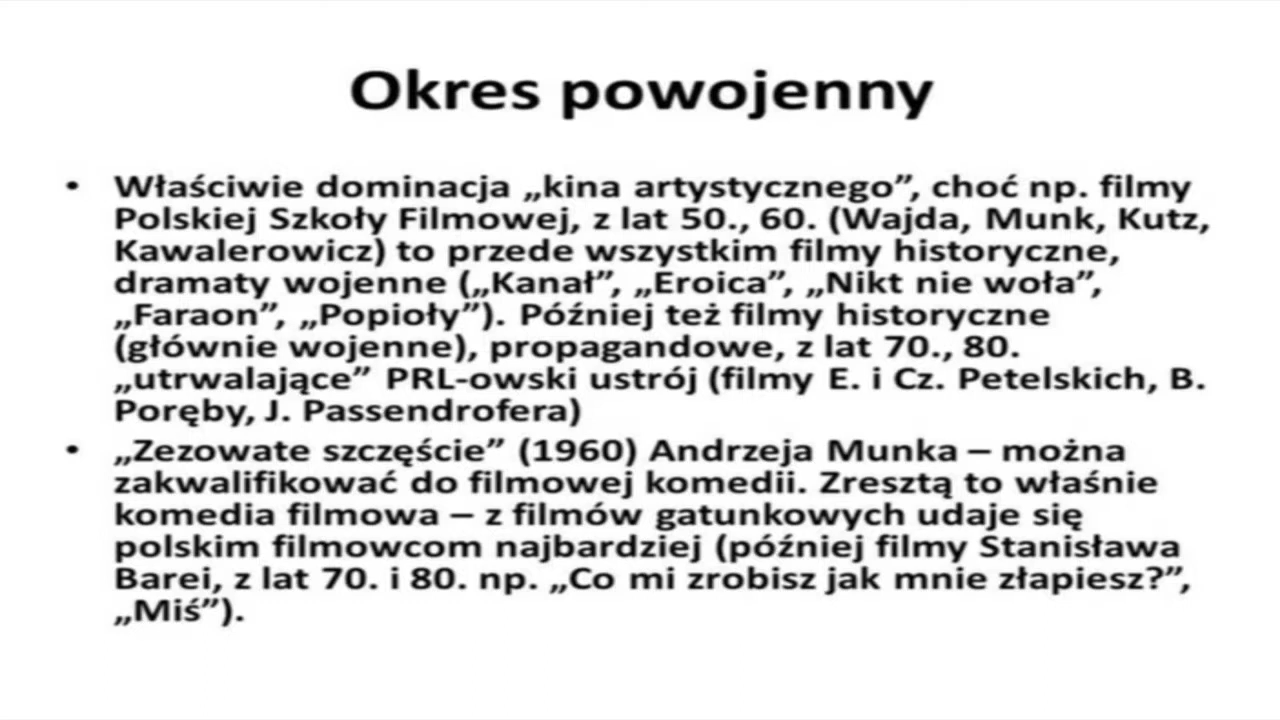 Okres powojenny
• Właściwie dominacja „kina artystycznego”, choć np. filmy
Polskiej Szkoły Filmowej, z lat 50., 60. (Wajda, Munk, Kutz,
Kawalerowicz) to przede wszystkim filmy historyczne,
dramaty wojenne („Kanał”, „Eroica”, „Nikt nie woła”,
„Faraon”, „Popioły”). Później też filmy historyczne
(głównie wojenne), propagandowe, z lat 70., 80.
„utrwalające” PRL-owski ustrój (filmy E. i Cz. Petelskich, B.
Poręby, J. Passendrofera)
• „Zezowate szczęście” (1960) Andrzeja Munka – można
zakwalifikować do filmowej komedii. Zresztą to właśnie
komedia filmowa – z filmów gatunkowych udaje się
polskim filmowcom najbardziej (później filmy Stanisława
Barei, z lat 70. i 80. np. „Co mi zrobisz jak mnie złapiesz?”,
„Miś”).